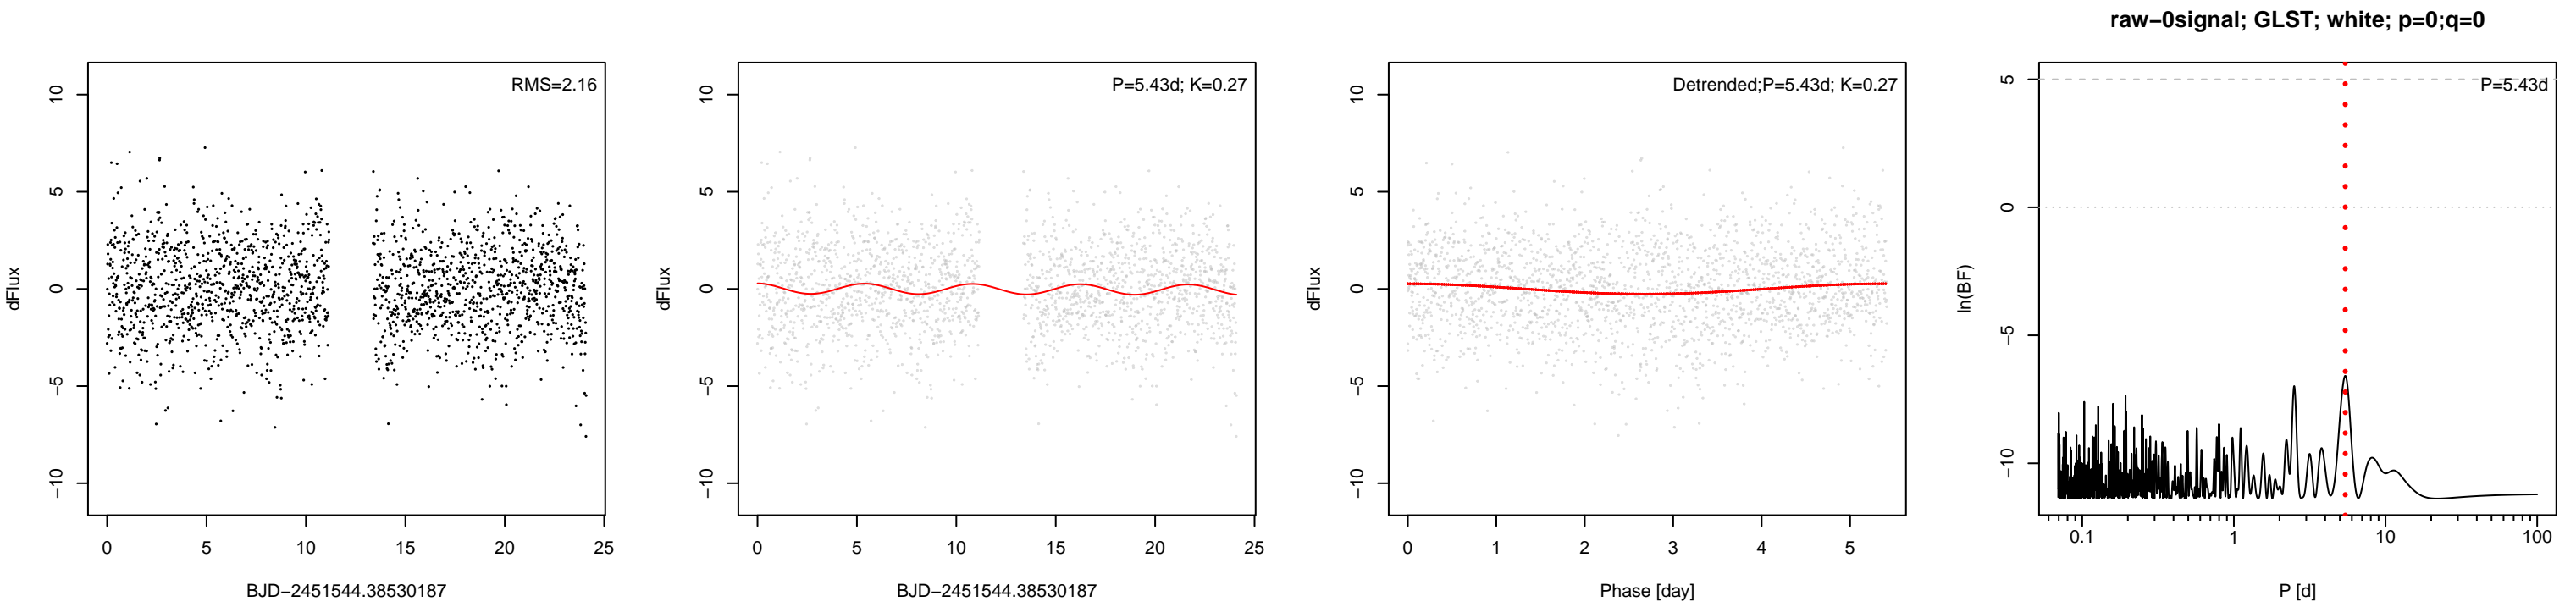 raw−0signal; GLST; white; p=0;q=0
RMS=2.16
dFlux
10
5
0
−5
−10
0 5 10 15 20 25
BJD−2451544.38530187
P=5.43d; K=0.27
dFlux
10
5
0
−5
−10
0 5 10 15 20 25
BJD−2451544.38530187
Detrended;P=5.43d; K=0.27
dFlux
10
5
0
−5
−10
0 1 2 3 4 5
Phase [day]
P=5.43d
ln(BF)
5
0
−5
−10
0.1 1 10 100
P [d]